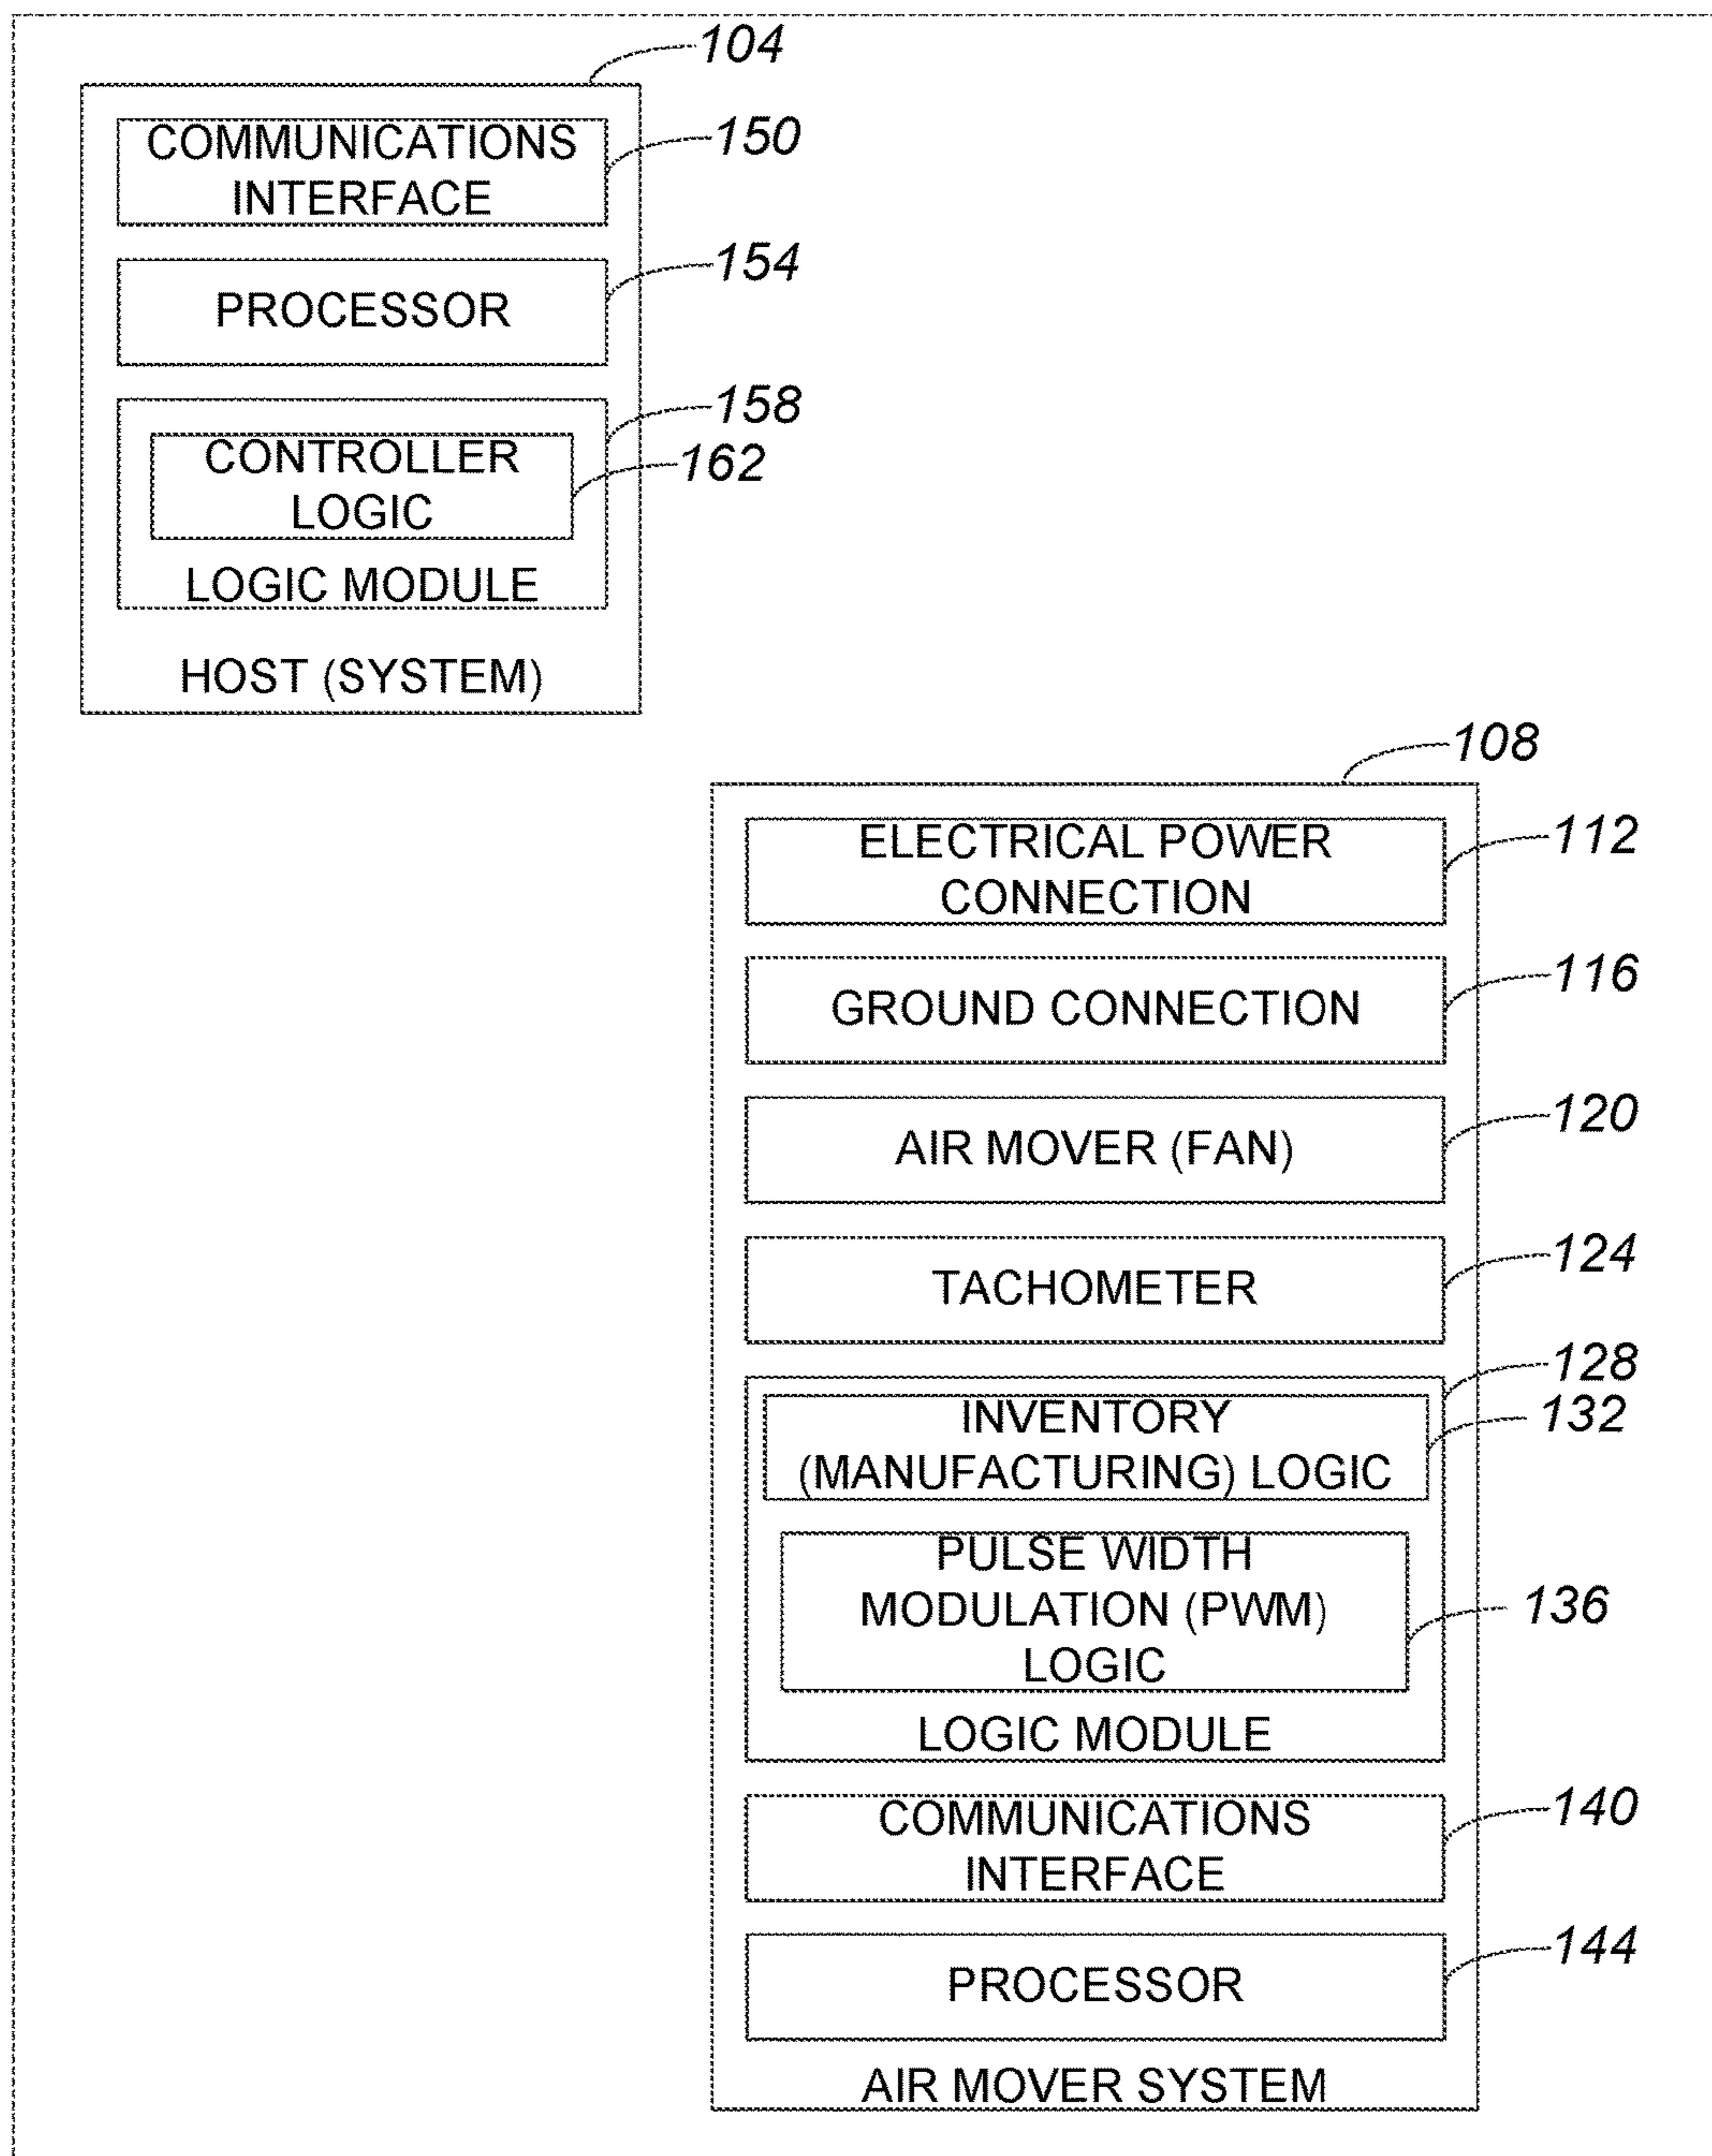 104
COMMUNICATIONS
INTERFACE
150
PROCESSOR
154
158
CONTROLLER
LOGIC
162
LOGIC MODULE
HOST (SYSTEM)
108
ELECTRICAL POWER
CONNECTION
112
GROUND CONNECTION
116
AIR MOVER (FAN)
120
TACHOMETER
124
128
INVENTORY
(MANUFACTURING) LOGIC
132
PULSE WIDTH
MODULATION (PWM)
LOGIC
136
LOGIC MODULE
COMMUNICATIONS
INTERFACE
140
PROCESSOR
144
AIR MOVER SYSTEM